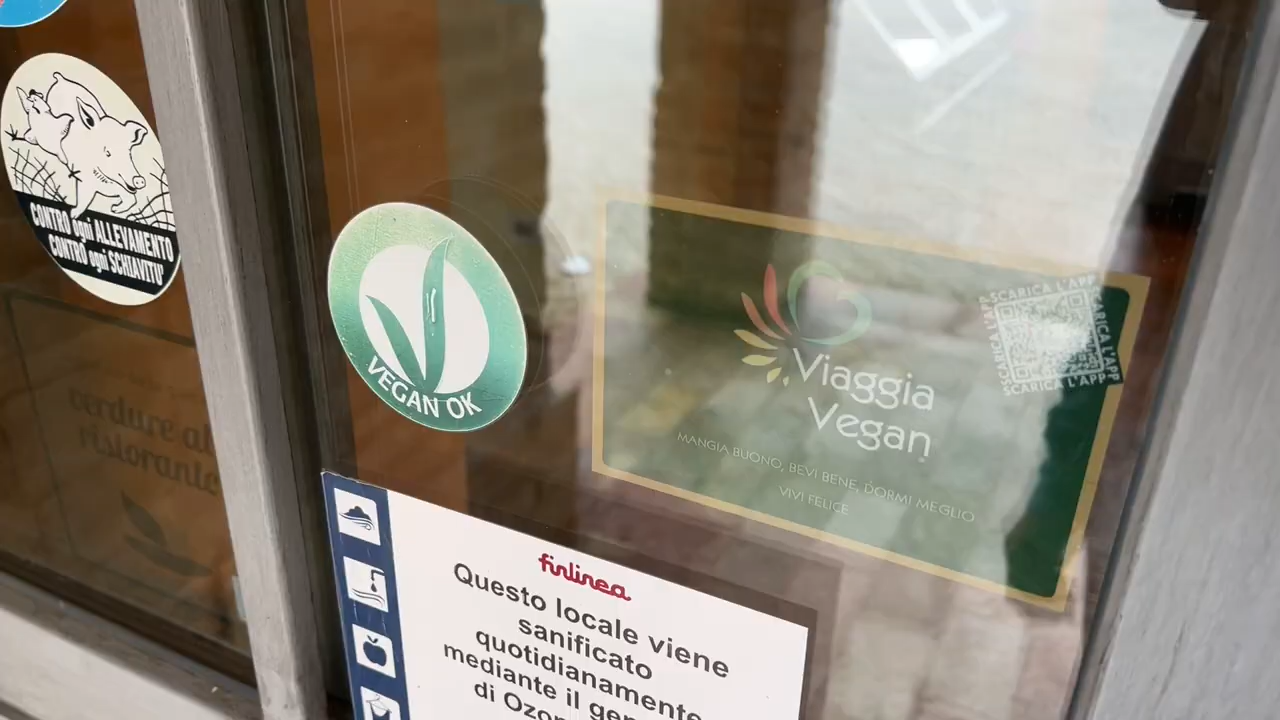 CONTRO ogni ALLEVAMENTO
CONTRO ogni SCHIAVITU'
verdure al
ristorante
VEGAN OK
Viaggia
Vegan
MANGIA BUONO, BEVI BENE, DORMI MEGLIO
VIVI FELICE
SCARICA L'APP
SCARICA L'APP
SCARICA L'APP
SCARICA L'APP
finlinea
Questo locale viene
sanificato
quotidianamente
mediante il
di